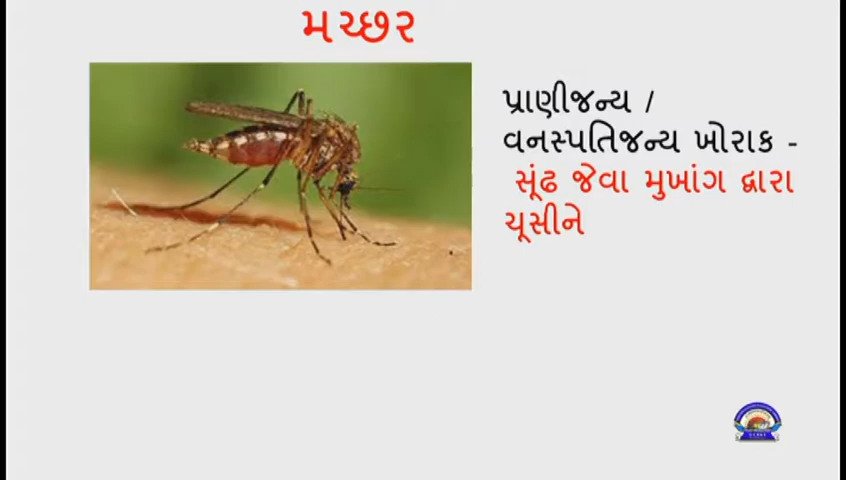 મચ્છર
પ્રાણીજન્ય /
વનસ્પતિજન્ય ખોરાક -
સૂંઢ જેવા મુખાંગ દ્વારા
ચૂસીને